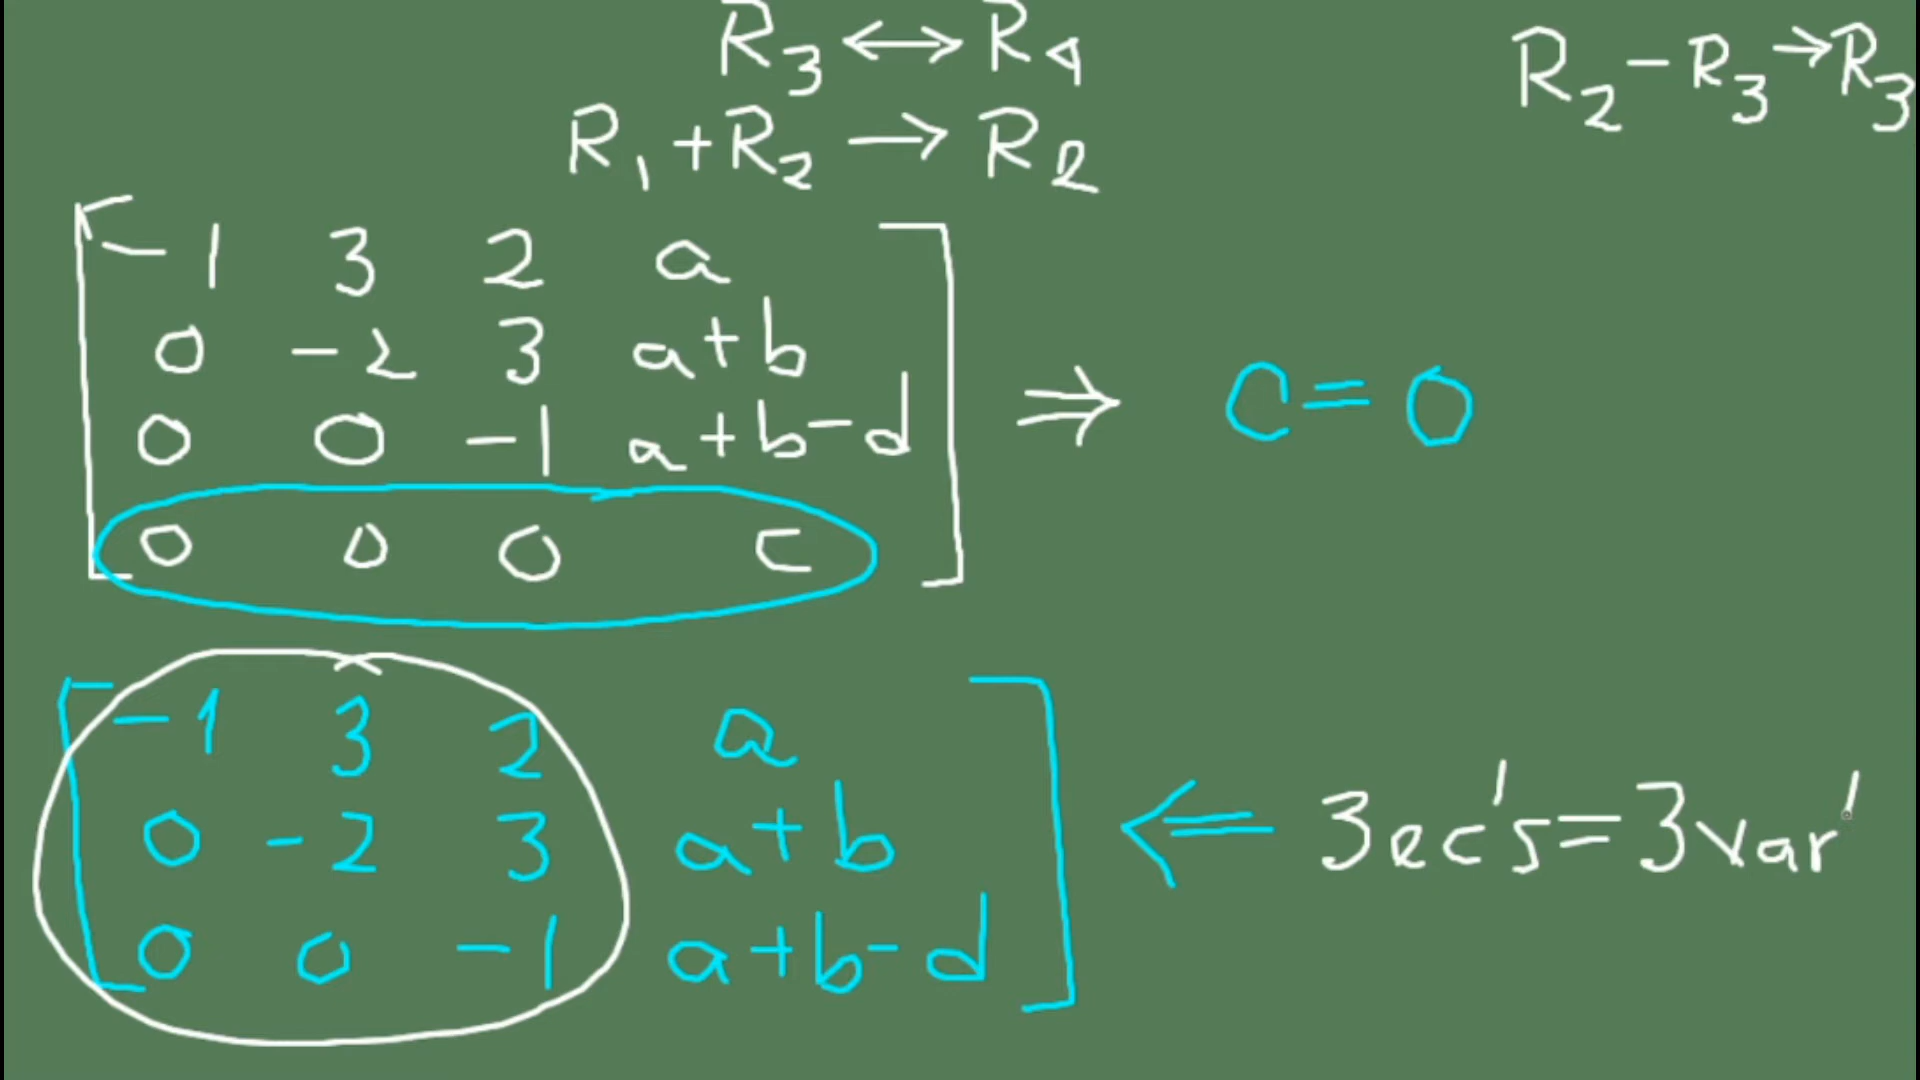 R₃ ↔ R₄
R₂ - R₃ → R₃
R₁ + R₂ → R₂
-1 3 2 a
0 -2 3 a+b
0 0 -1 a+b-d
0 0 0 c
⇒ C = 0
-1 3 2 a
0 -2 3 a+b
0 0 -1 a+b-d
⇐ 3ec's = 3var'